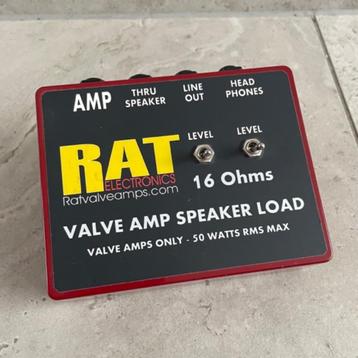 AMP THRU SPEAKER LINE OUT HEAD PHONES
LEVEL LEVEL
RAT
ELECTRONICS
Ratvalveamps.com
16 Ohms
VALVE AMP SPEAKER LOAD
VALVE AMPS ONLY - 50 WATTS RMS MAX